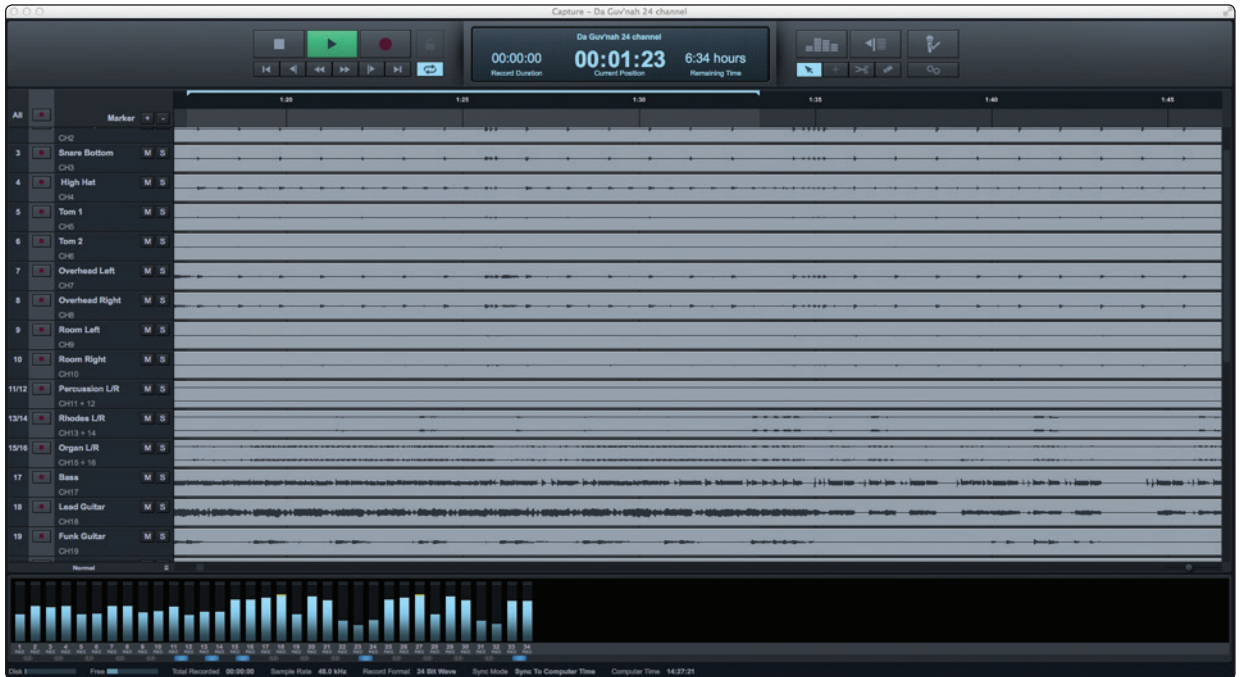 Capture - Da Guv'nah 24 channel
Da Guv'nah 24 channel
00:00:00 00:01:23 6:34 hours
Record Duration Current Position Remaining Time
1:20 1:25 1:30 1:35 1:40 1:45
All Marker + -
CH2
3 Snare Bottom M S
CH3
4 High Hat M S
CH4
5 Tom 1 M S
CH5
6 Tom 2 M S
CH6
7 Overhead Left M S
CH7
8 Overhead Right M S
CH8
9 Room Left M S
CH9
10 Room Right M S
CH10
11/12 Percussion L/R M S
CH11 + 12
13/14 Rhodes L/R M S
CH13 + 14
15/16 Organ L/R M S
CH15 + 16
17 Bass M S
CH17
18 Lead Guitar M S
CH18
19 Funk Guitar M S
CH19
Normal
1 2 3 4 5 6 7 8 9 10 11 12 13 14 15 16 17 18 19 20 21 22 23 24 25 26 27 28 29 30 31 32 33 34
Disk Free Total Recorded 00:00:00 Sample Rate 48.0 kHz Record Format 24 Bit Wave Sync Mode Sync To Computer Time Computer Time 14:37:21